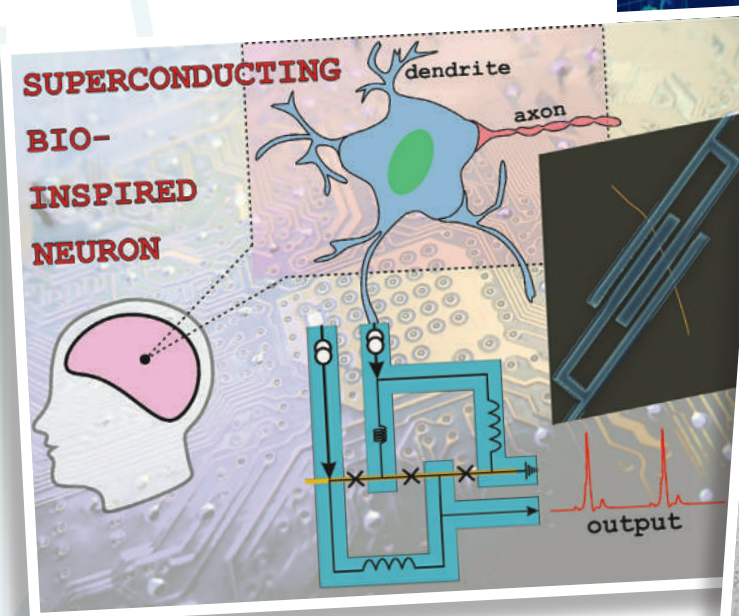 SUPERCONDUCTING
BIO-
INSPIRED
NEURON
dendrite
axon
output